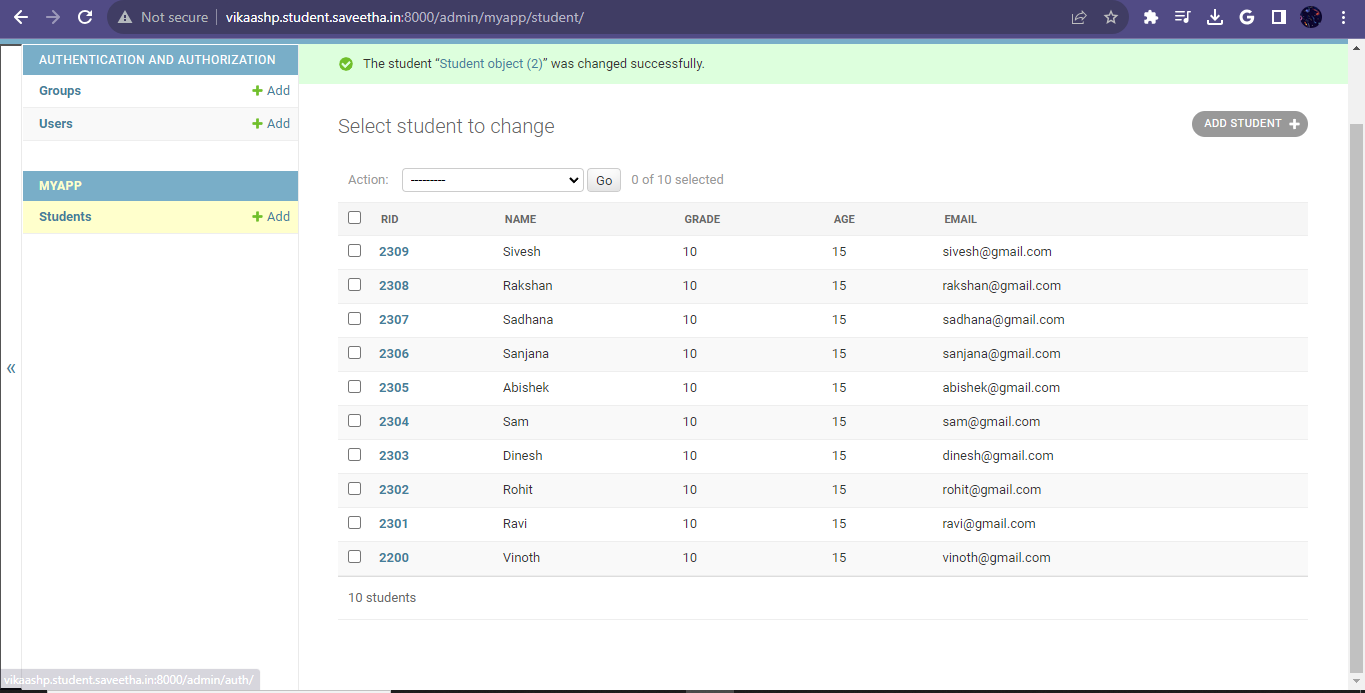 Not secure vikaashp.student.saveetha.in:8000/admin/myapp/student/
AUTHENTICATION AND AUTHORIZATION
Groups + Add
Users + Add
MYAPP
Students + Add
«
The student “Student object (2)” was changed successfully.
Select student to change
ADD STUDENT +
Action: --------- Go 0 of 10 selected
RID NAME GRADE AGE EMAIL
2309 Sivesh 10 15 sivesh@gmail.com
2308 Rakshan 10 15 rakshan@gmail.com
2307 Sadhana 10 15 sadhana@gmail.com
2306 Sanjana 10 15 sanjana@gmail.com
2305 Abishek 10 15 abishek@gmail.com
2304 Sam 10 15 sam@gmail.com
2303 Dinesh 10 15 dinesh@gmail.com
2302 Rohit 10 15 rohit@gmail.com
2301 Ravi 10 15 ravi@gmail.com
2200 Vinoth 10 15 vinoth@gmail.com
10 students
vikaashp.student.saveetha.in:8000/admin/auth/